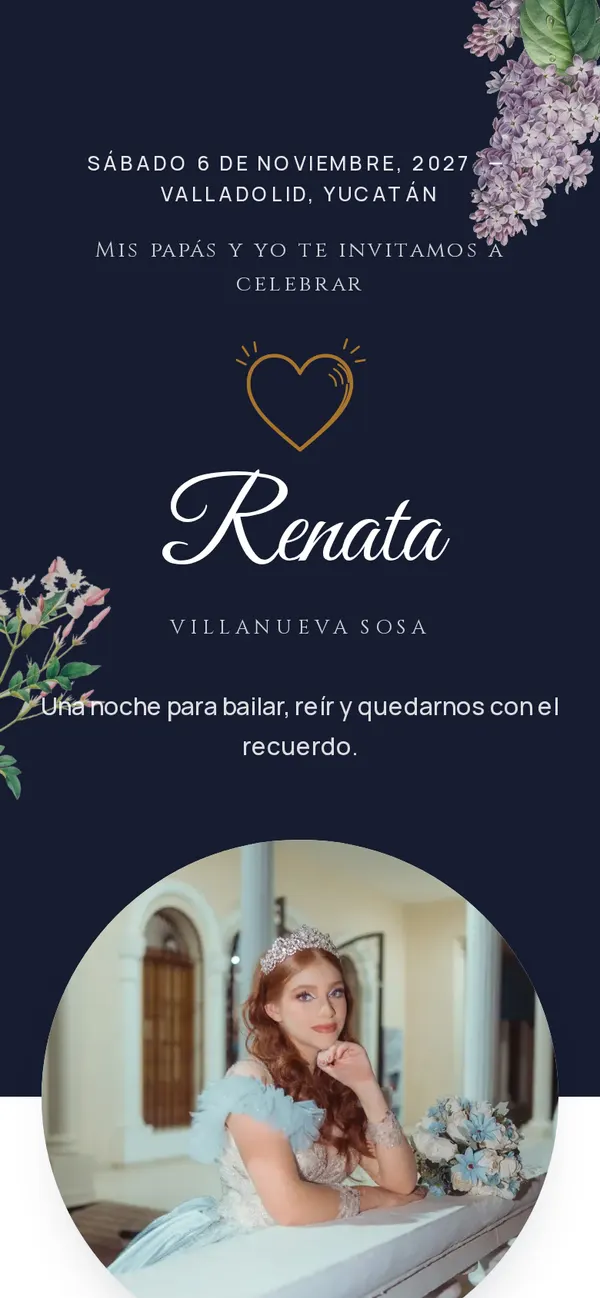 SÁBADO 6 DE NOVIEMBRE, 2027 —
VALLADOLID, YUCATÁN
Mis papás y yo te invitamos a
celebrar
Renata
VILLANUEVA SOSA
Una noche para bailar, reír y quedarnos con el
recuerdo.